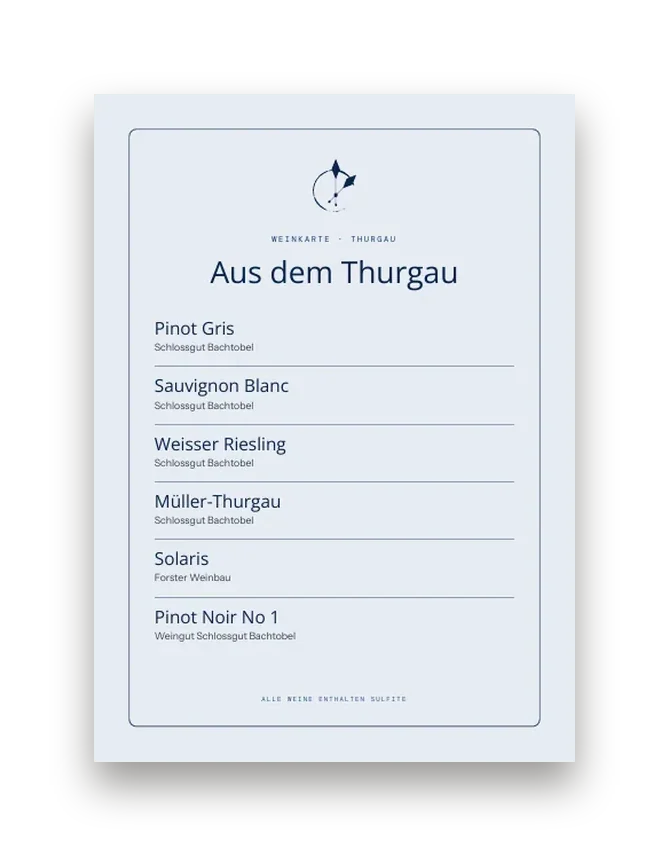 WEINKARTE · THURGAU
Aus dem Thurgau
Pinot Gris
Schlossgut Bachtobel
Sauvignon Blanc
Schlossgut Bachtobel
Weisser Riesling
Schlossgut Bachtobel
Müller-Thurgau
Schlossgut Bachtobel
Solaris
Forster Weinbau
Pinot Noir No 1
Weingut Schlossgut Bachtobel
ALLE WEINE ENTHALTEN SULFITE